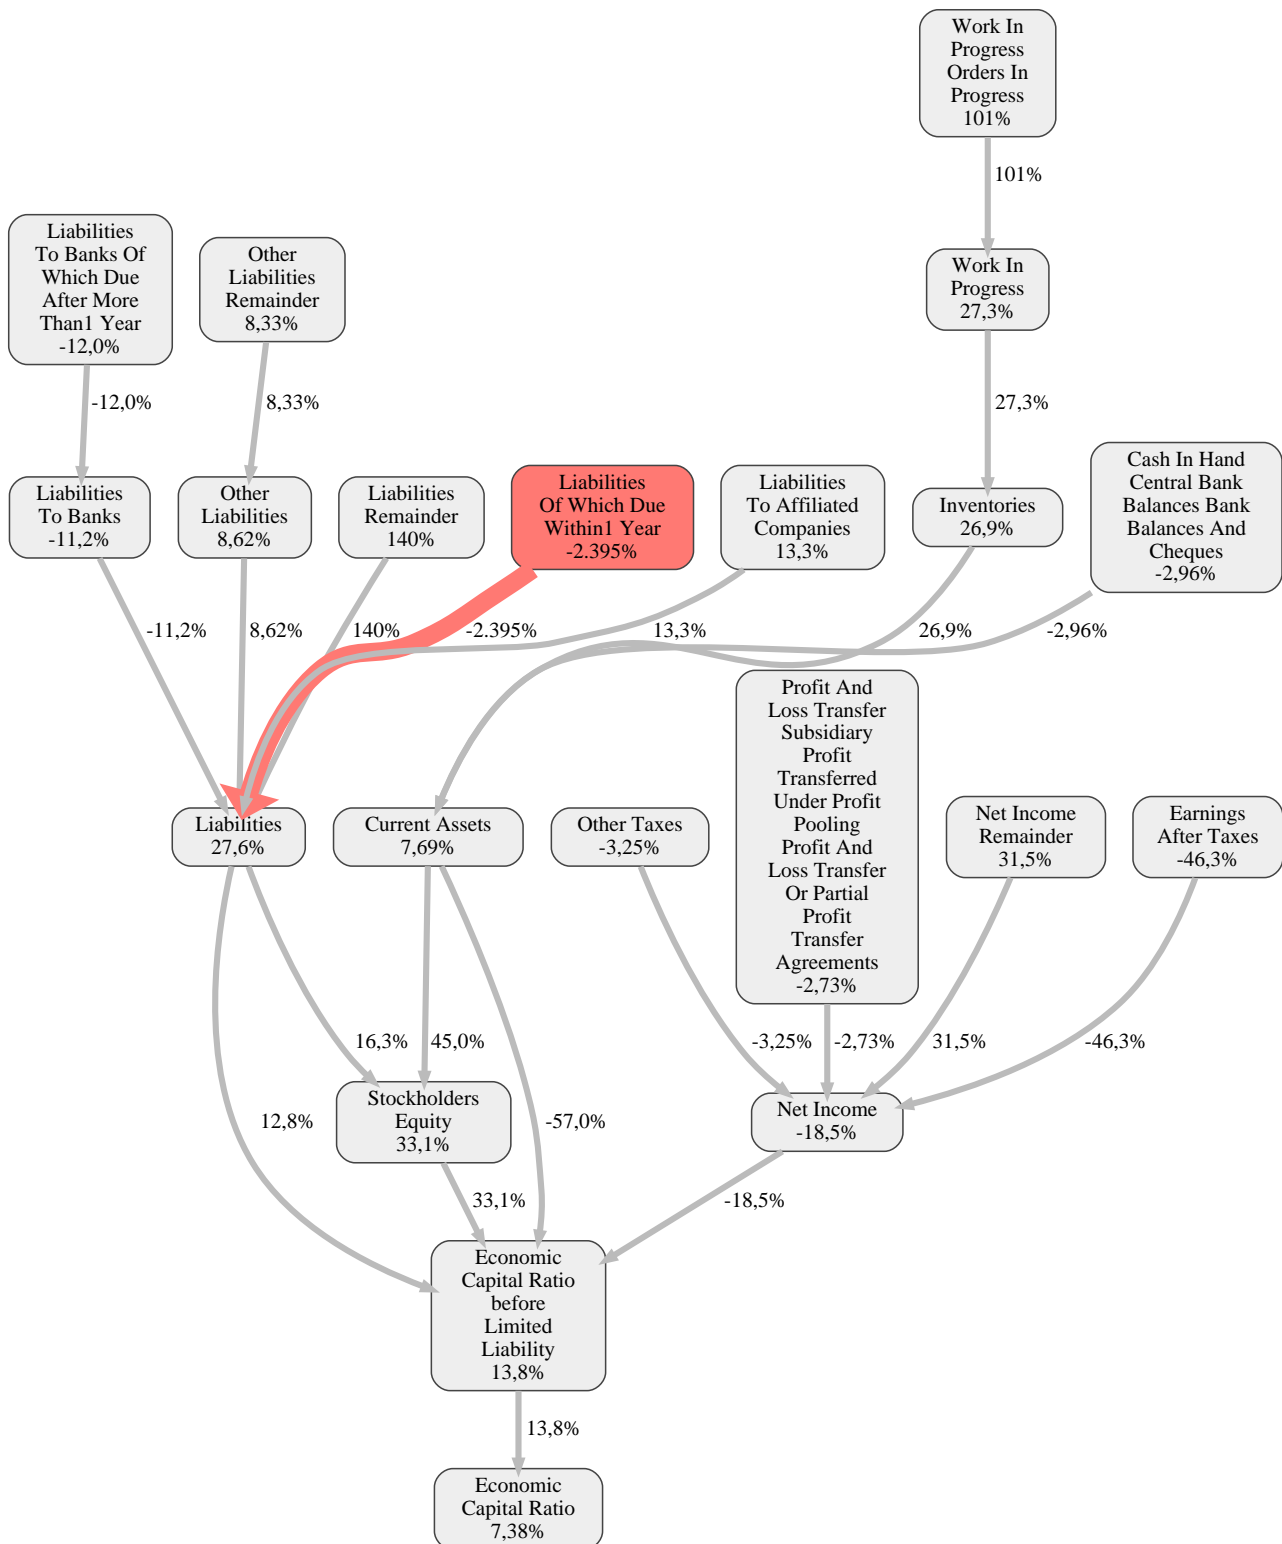 Work In
Progress
Orders In
Progress
101%
101%
Liabilities
To Banks Of
Which Due
After More
Than1 Year
-12,0%
Other
Liabilities
Remainder
8,33%
Work In
Progress
27,3%
-12,0%
8,33%
27,3%
Liabilities
To Banks
-11,2%
Other
Liabilities
8,62%
Liabilities
Remainder
140%
Liabilities
Of Which Due
Within1 Year
-2.395%
Liabilities
To Affiliated
Companies
13,3%
Inventories
26,9%
Cash In Hand
Central Bank
Balances Bank
Balances And
Cheques
-2,96%
-11,2%
8,62%
140%
-2.395%
13,3%
26,9%
-2,96%
Liabilities
27,6%
Current Assets
7,69%
Other Taxes
-3,25%
Profit And
Loss Transfer
Subsidiary
Profit
Transferred
Under Profit
Pooling
Profit And
Loss Transfer
Or Partial
Profit
Transfer
Agreements
-2,73%
Net Income
Remainder
31,5%
Earnings
After Taxes
-46,3%
16,3%
45,0%
-3,25%
-2,73%
31,5%
-46,3%
12,8%
Stockholders
Equity
33,1%
-57,0%
Net Income
-18,5%
33,1%
-18,5%
Economic
Capital Ratio
before
Limited
Liability
13,8%
13,8%
Economic
Capital Ratio
7,38%